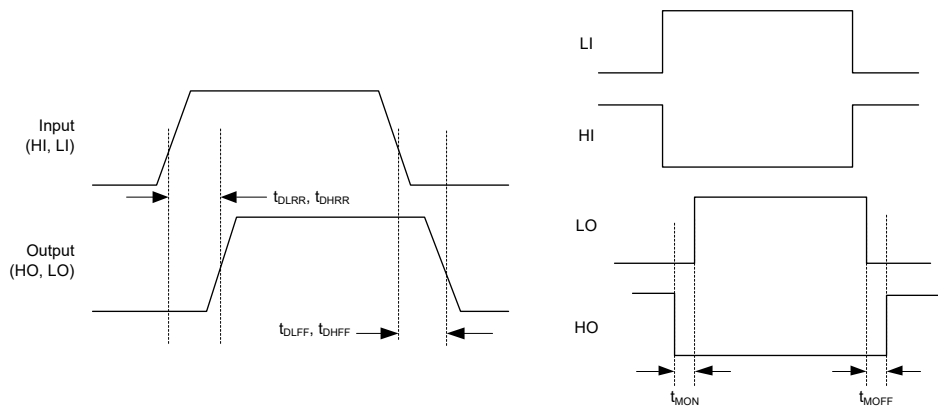 Input
(HI, LI)
tDLRR, tDHRR
Output
(HO, LO)
tDLFF, tDHFF
LI
HI
LO
HO
tMON
tMOFF